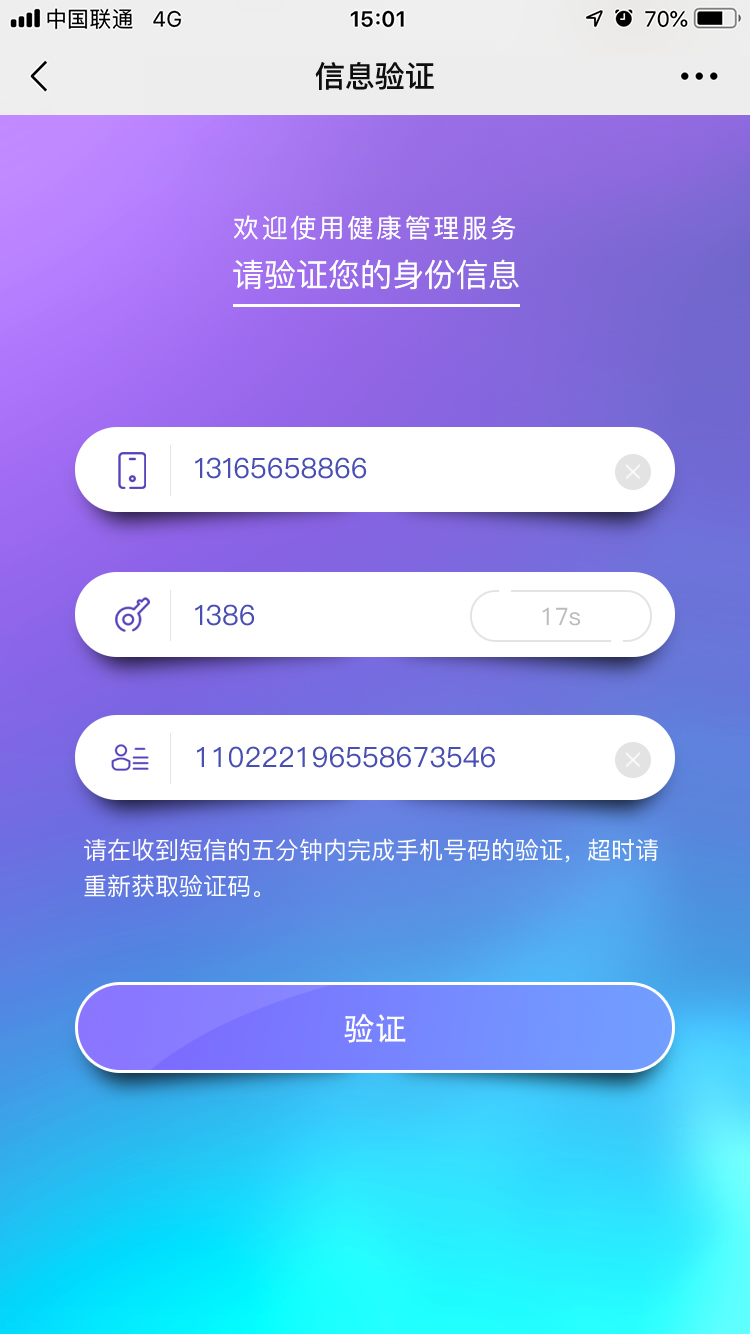 中国联通 4G 15:01 70%
信息验证
欢迎使用健康管理服务
请验证您的身份信息
13165658866
1386 17s
110222196558673546
请在收到短信的五分钟内完成手机号码的验证，超时请
重新获取验证码。
验证